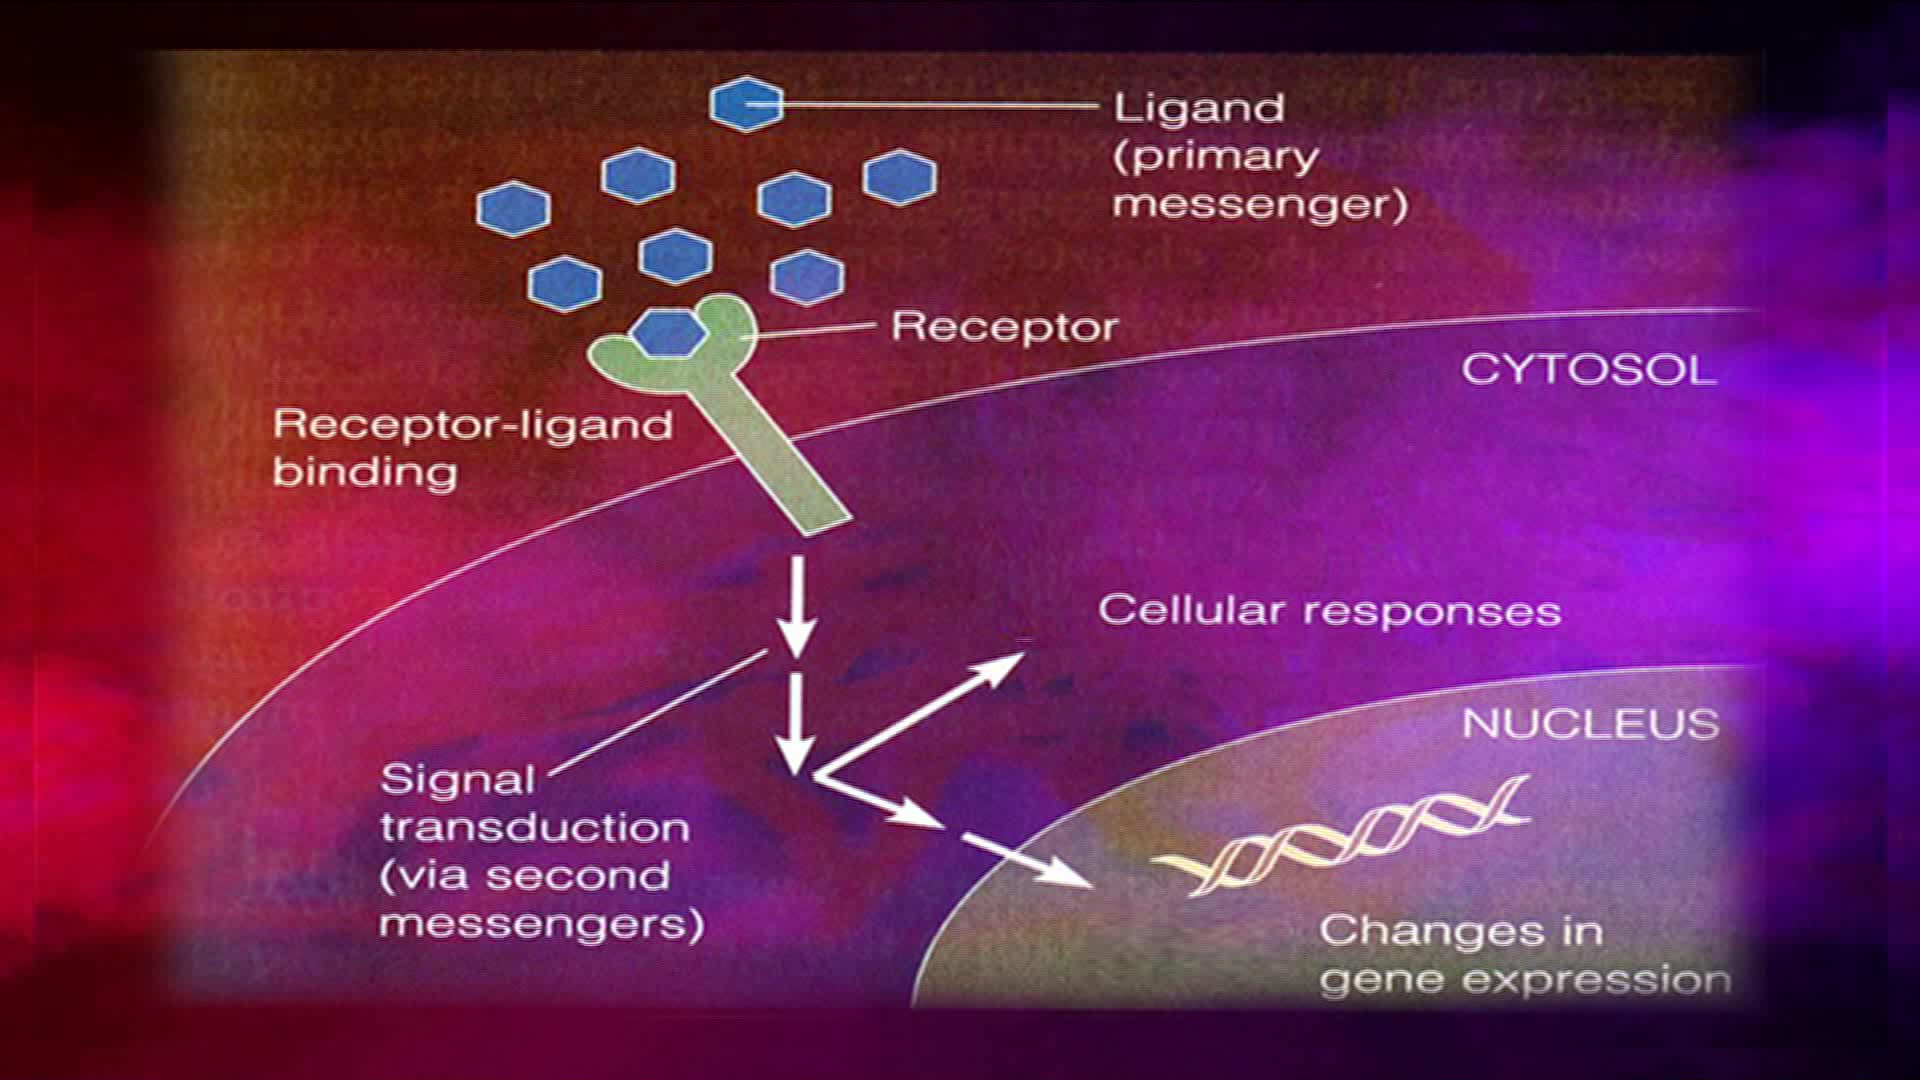 Ligand
(primary
messenger)
Receptor
CYTOSOL
Receptor-ligand
binding
Cellular responses
NUCLEUS
Signal
transduction
(via second
messengers)
Changes in
gene expression